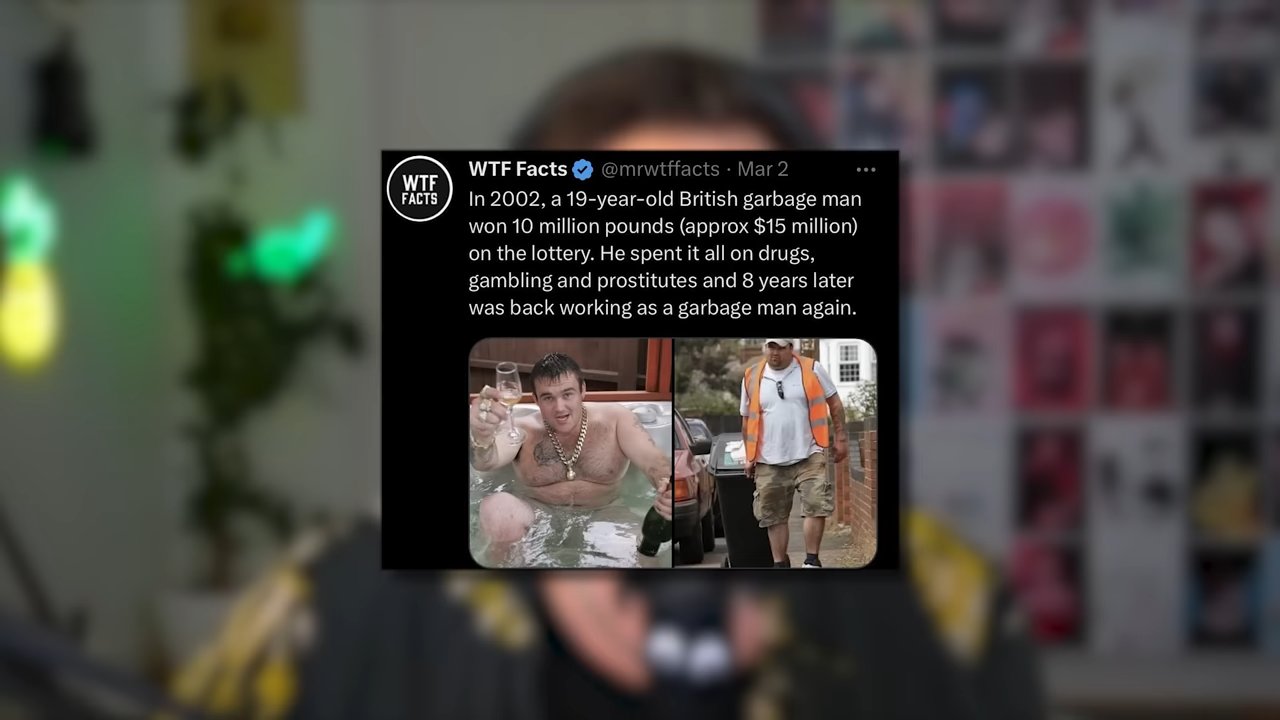 WTF
FACTS
WTF Facts @mrwtffacts · Mar 2
In 2002, a 19-year-old British garbage man
won 10 million pounds (approx $15 million)
on the lottery. He spent it all on drugs,
gambling and prostitutes and 8 years later
was back working as a garbage man again.